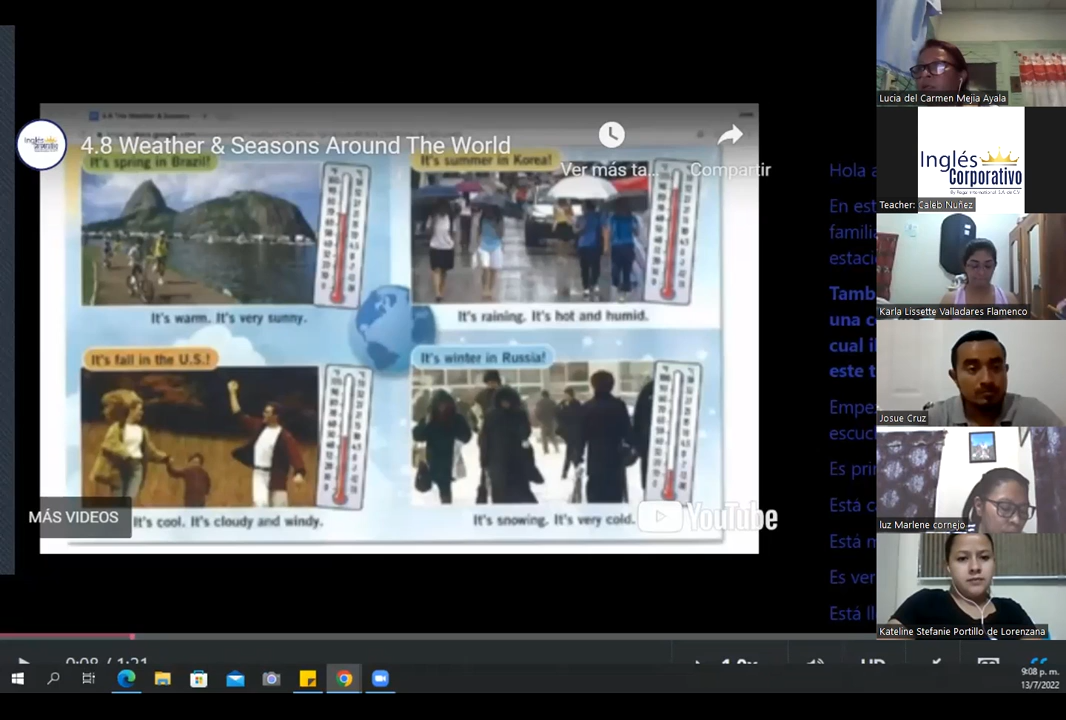 4.8 Weather & Seasons Around The World
Ver más ta...
Compartir
It's spring in Brazil!
It's summer in Korea!
It's warm. It's very sunny.
It's raining. It's hot and humid.
It's fall in the U.S.!
It's winter in Russia!
It's cool. It's cloudy and windy.
It's snowing. It's very cold.
MÁS VIDEOS
YouTube
Hola a
En est
famili
estaci
Tamb
una c
cual i
este t
Empe
escuc
Es pri
Está c
Está m
Es ver
Está ll
0:08 / 1:21
Lucia del Carmen Mejia Ayala
Inglés
Corporativo
Teacher: Caleb Nuñez
Karla Lissette Valladares Flamenco
Josue Cruz
luz Marlene cornejo
Kateline Stefanie Portillo de Lorenzana
9:08 p. m.
13/7/2022